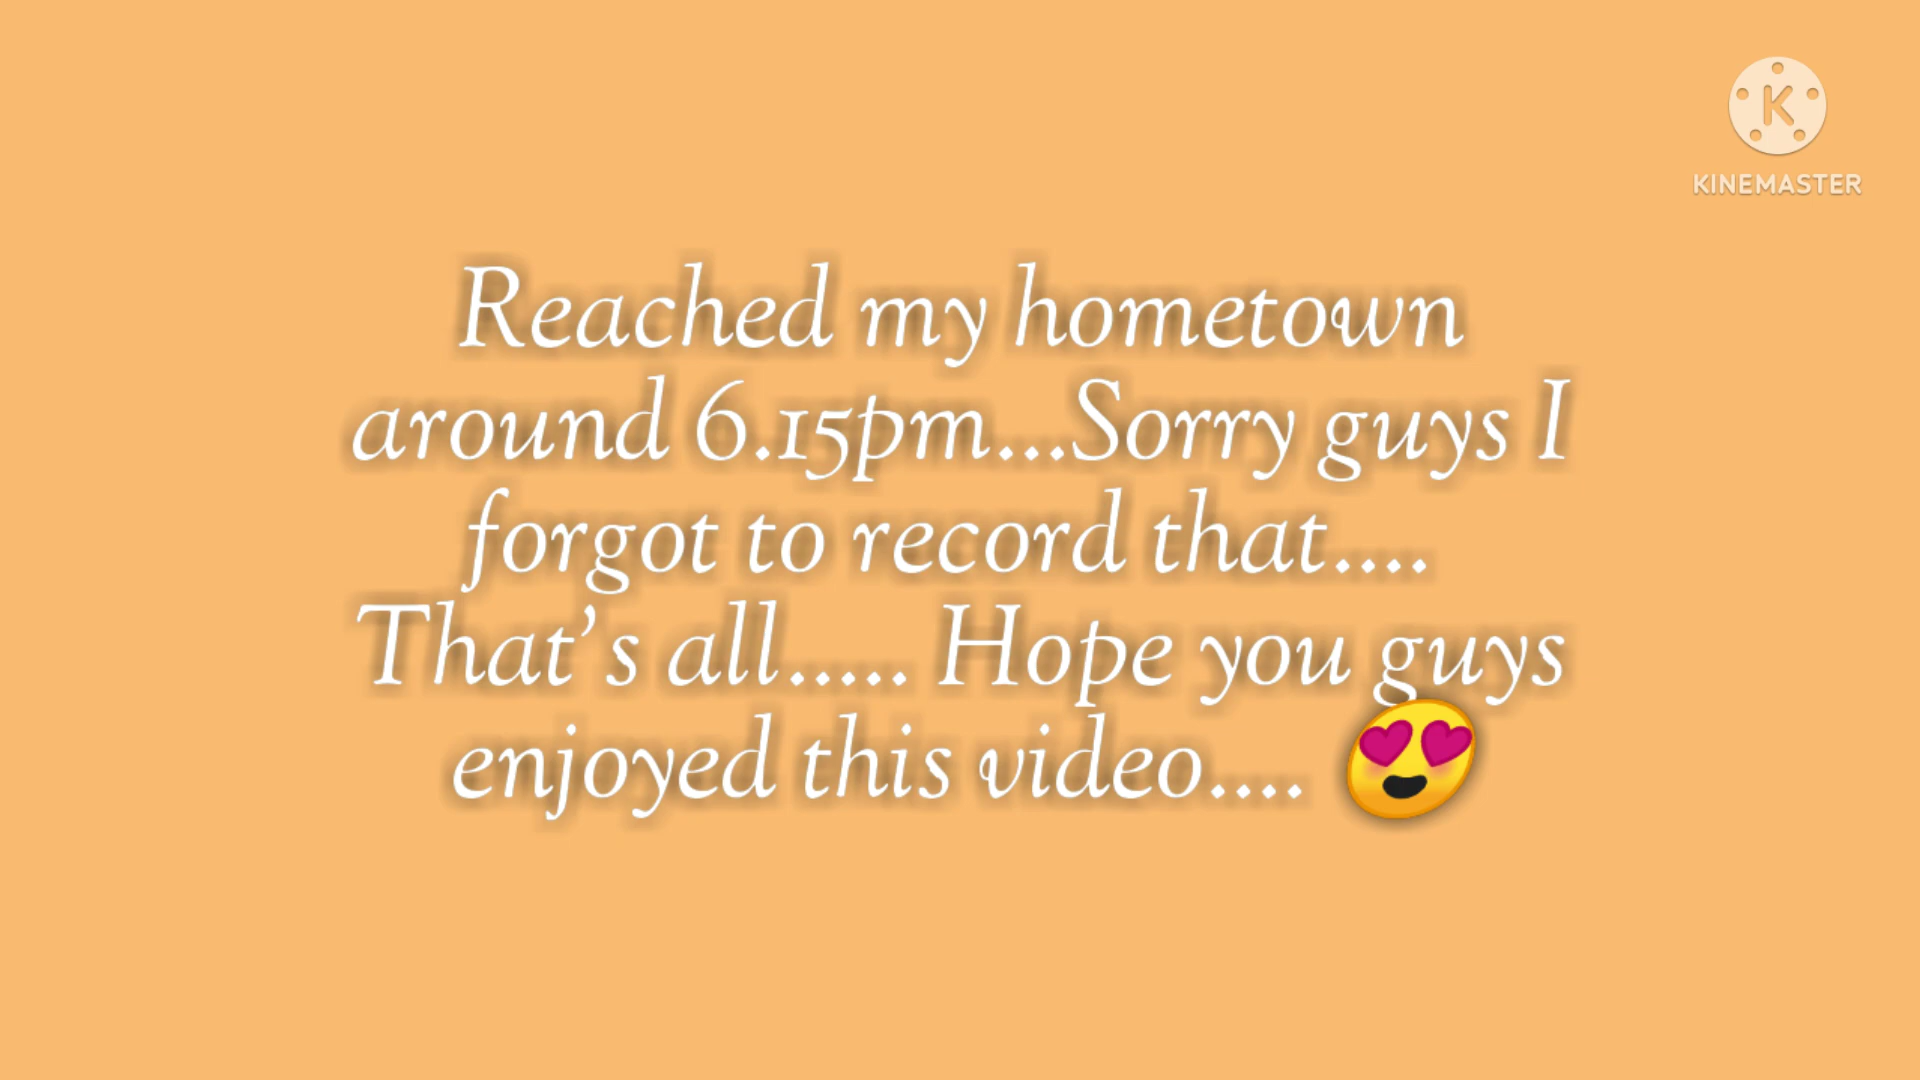 KINEMASTER
Reached my hometown
around 6.15pm...Sorry guys I
forgot to record that....
That's all..... Hope you guys
enjoyed this video.... 😍